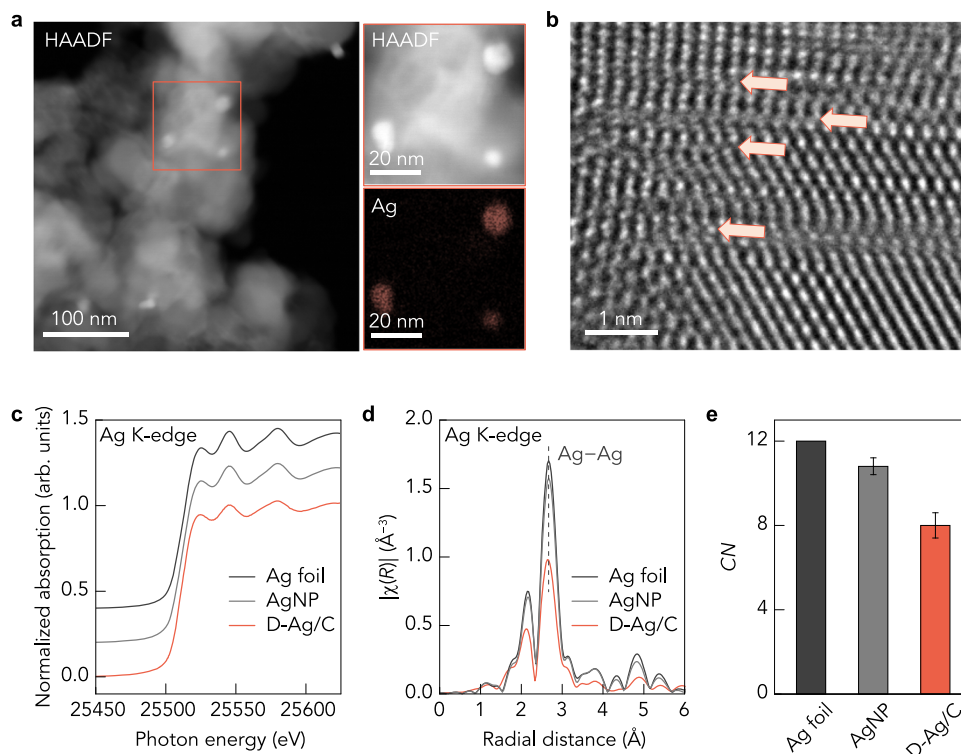 a
HAADF
100 nm
HAADF
20 nm
Ag
20 nm
b
1 nm
c
Ag K-edge
Normalized absorption (arb. units)
1.5
1.0
0.5
0.0
Ag foil
AgNP
D-Ag/C
25450 25500 25550 25600
Photon energy (eV)
d
Ag K-edge
Ag–Ag
|χ(R)| (Å⁻³)
2.0
1.5
1.0
0.5
0.0
Ag foil
AgNP
D-Ag/C
0 1 2 3 4 5 6
Radial distance (Å)
e
CN
12
8
4
0
Ag foil
AgNP
D-Ag/C